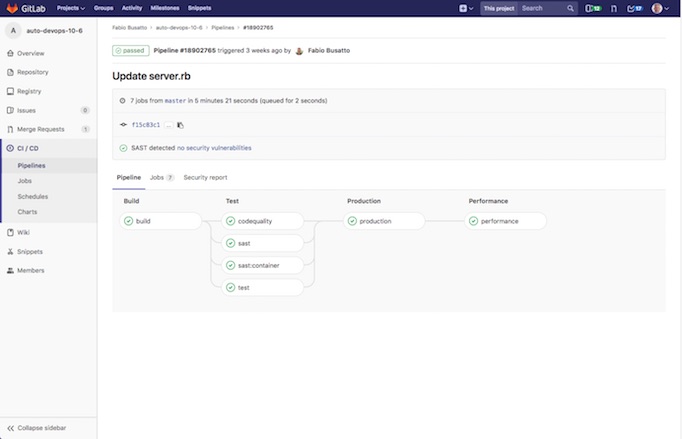 GitLab Projects Groups Activity Milestones Snippets This project Search 12 17
A auto-devops-10-6
Overview
Repository
Registry
Issues 0
Merge Requests 1
CI / CD
Pipelines
Jobs
Schedules
Charts
Wiki
Snippets
Members
Collapse sidebar
Fabio Busatto > auto-devops-10-6 > Pipelines > #18902765
passed Pipeline #18902765 triggered 3 weeks ago by Fabio Busatto
Update server.rb
7 jobs from master in 5 minutes 21 seconds (queued for 2 seconds)
f15c83c1 ...
SAST detected no security vulnerabilities
Pipeline Jobs 7 Security report
Build Test Production Performance
build codequality production performance
sast
sast:container
test